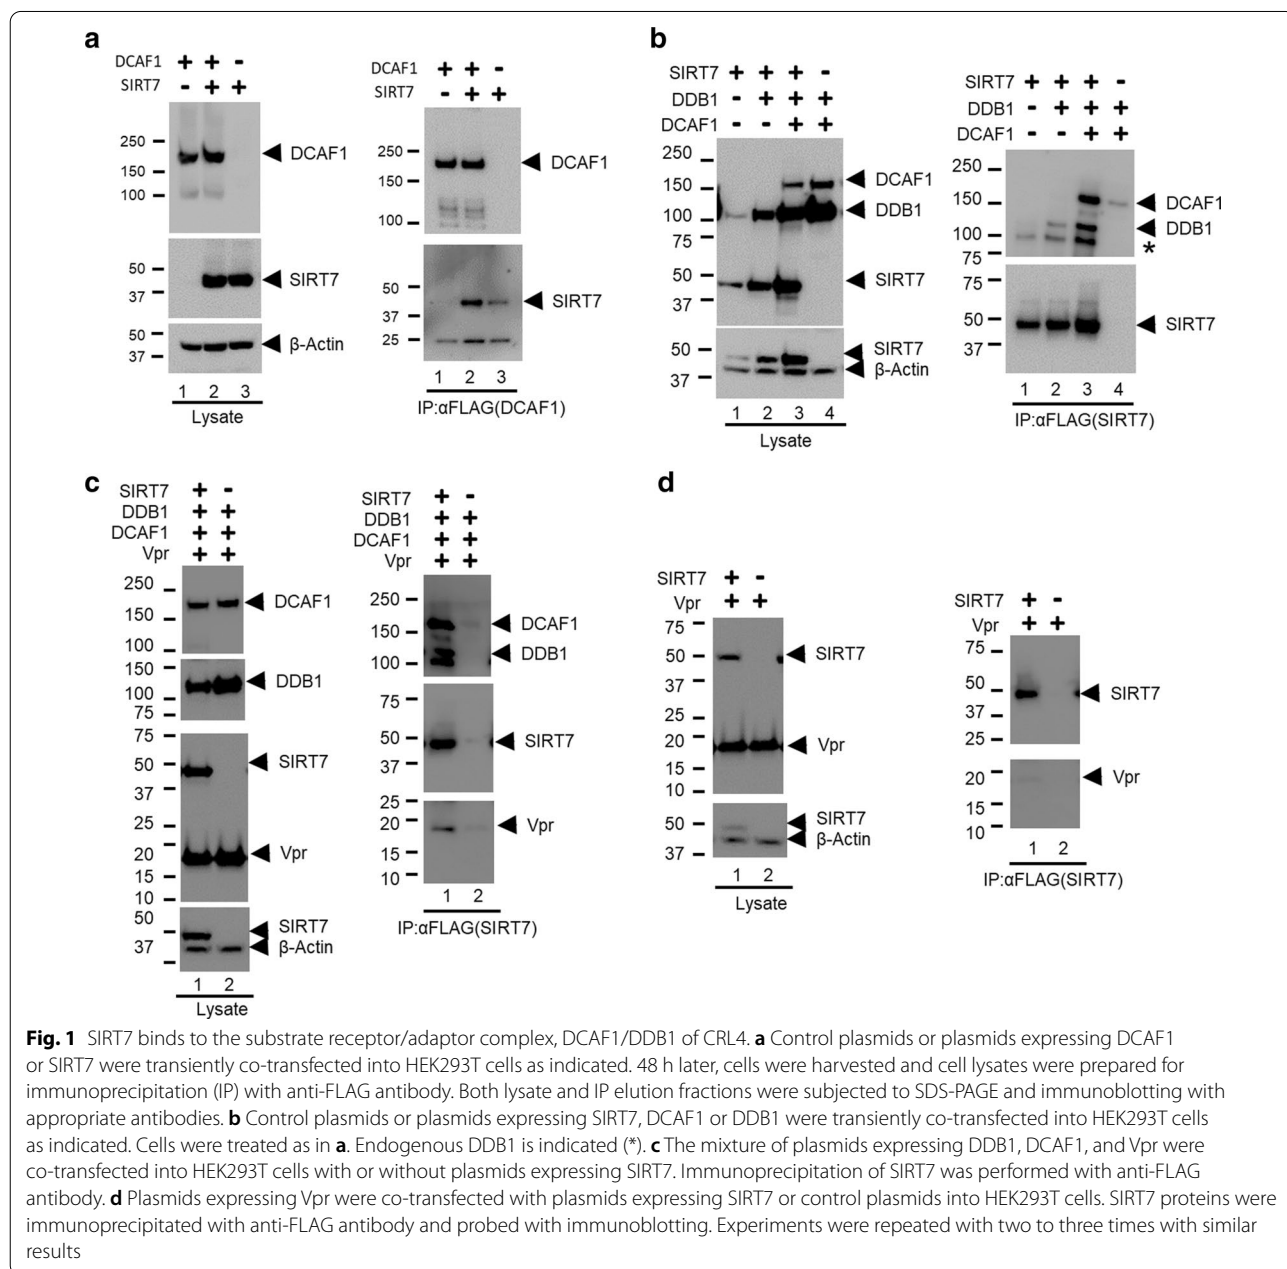 a
DCAF1 + + -
SIRT7 - + +
250
150
100
DCAF1
50
37
SIRT7
50
37
β-Actin
1 2 3
Lysate
DCAF1 + + -
SIRT7 - + +
250
150
100
DCAF1
50
37
25
SIRT7
1 2 3
IP:αFLAG(DCAF1)
b
SIRT7 + + + -
DDB1 - + + +
DCAF1 - - + +
250
150
100
75
50
37
DCAF1
DDB1
SIRT7
50
37
SIRT7
β-Actin
1 2 3 4
Lysate
SIRT7 + + + -
DDB1 - + + +
DCAF1 - - + +
250
150
100
75
DCAF1
DDB1
*
50
37
SIRT7
1 2 3 4
IP:αFLAG(SIRT7)
c
SIRT7 + -
DDB1 + +
DCAF1 + +
Vpr + +
250
150
100
DCAF1
150
100
75
DDB1
75
50
37
25
20
15
10
SIRT7
Vpr
50
37
SIRT7
β-Actin
1 2
Lysate
SIRT7 + -
DDB1 + +
DCAF1 + +
Vpr + +
250
150
100
DCAF1
DDB1
75
50
37
SIRT7
25
20
15
10
Vpr
1 2
IP:αFLAG(SIRT7)
d
SIRT7 + -
Vpr + +
75
50
37
25
20
15
10
SIRT7
Vpr
50
37
SIRT7
β-Actin
1 2
Lysate
SIRT7 + -
Vpr + +
75
50
37
25
SIRT7
20
15
10
Vpr
1 2
IP:αFLAG(SIRT7)
Fig. 1 SIRT7 binds to the substrate receptor/adaptor complex, DCAF1/DDB1 of CRL4. a Control plasmids or plasmids expressing DCAF1
or SIRT7 were transiently co-transfected into HEK293T cells as indicated. 48 h later, cells were harvested and cell lysates were prepared for
immunoprecipitation (IP) with anti-FLAG antibody. Both lysate and IP elution fractions were subjected to SDS-PAGE and immunoblotting with
appropriate antibodies. b Control plasmids or plasmids expressing SIRT7, DCAF1 or DDB1 were transiently co-transfected into HEK293T cells
as indicated. Cells were treated as in a. Endogenous DDB1 is indicated (*). c The mixture of plasmids expressing DDB1, DCAF1, and Vpr were
co-transfected into HEK293T cells with or without plasmids expressing SIRT7. Immunoprecipitation of SIRT7 was performed with anti-FLAG
antibody. d Plasmids expressing Vpr were co-transfected with plasmids expressing SIRT7 or control plasmids into HEK293T cells. SIRT7 proteins were
immunoprecipitated with anti-FLAG antibody and probed with immunoblotting. Experiments were repeated with two to three times with similar
results